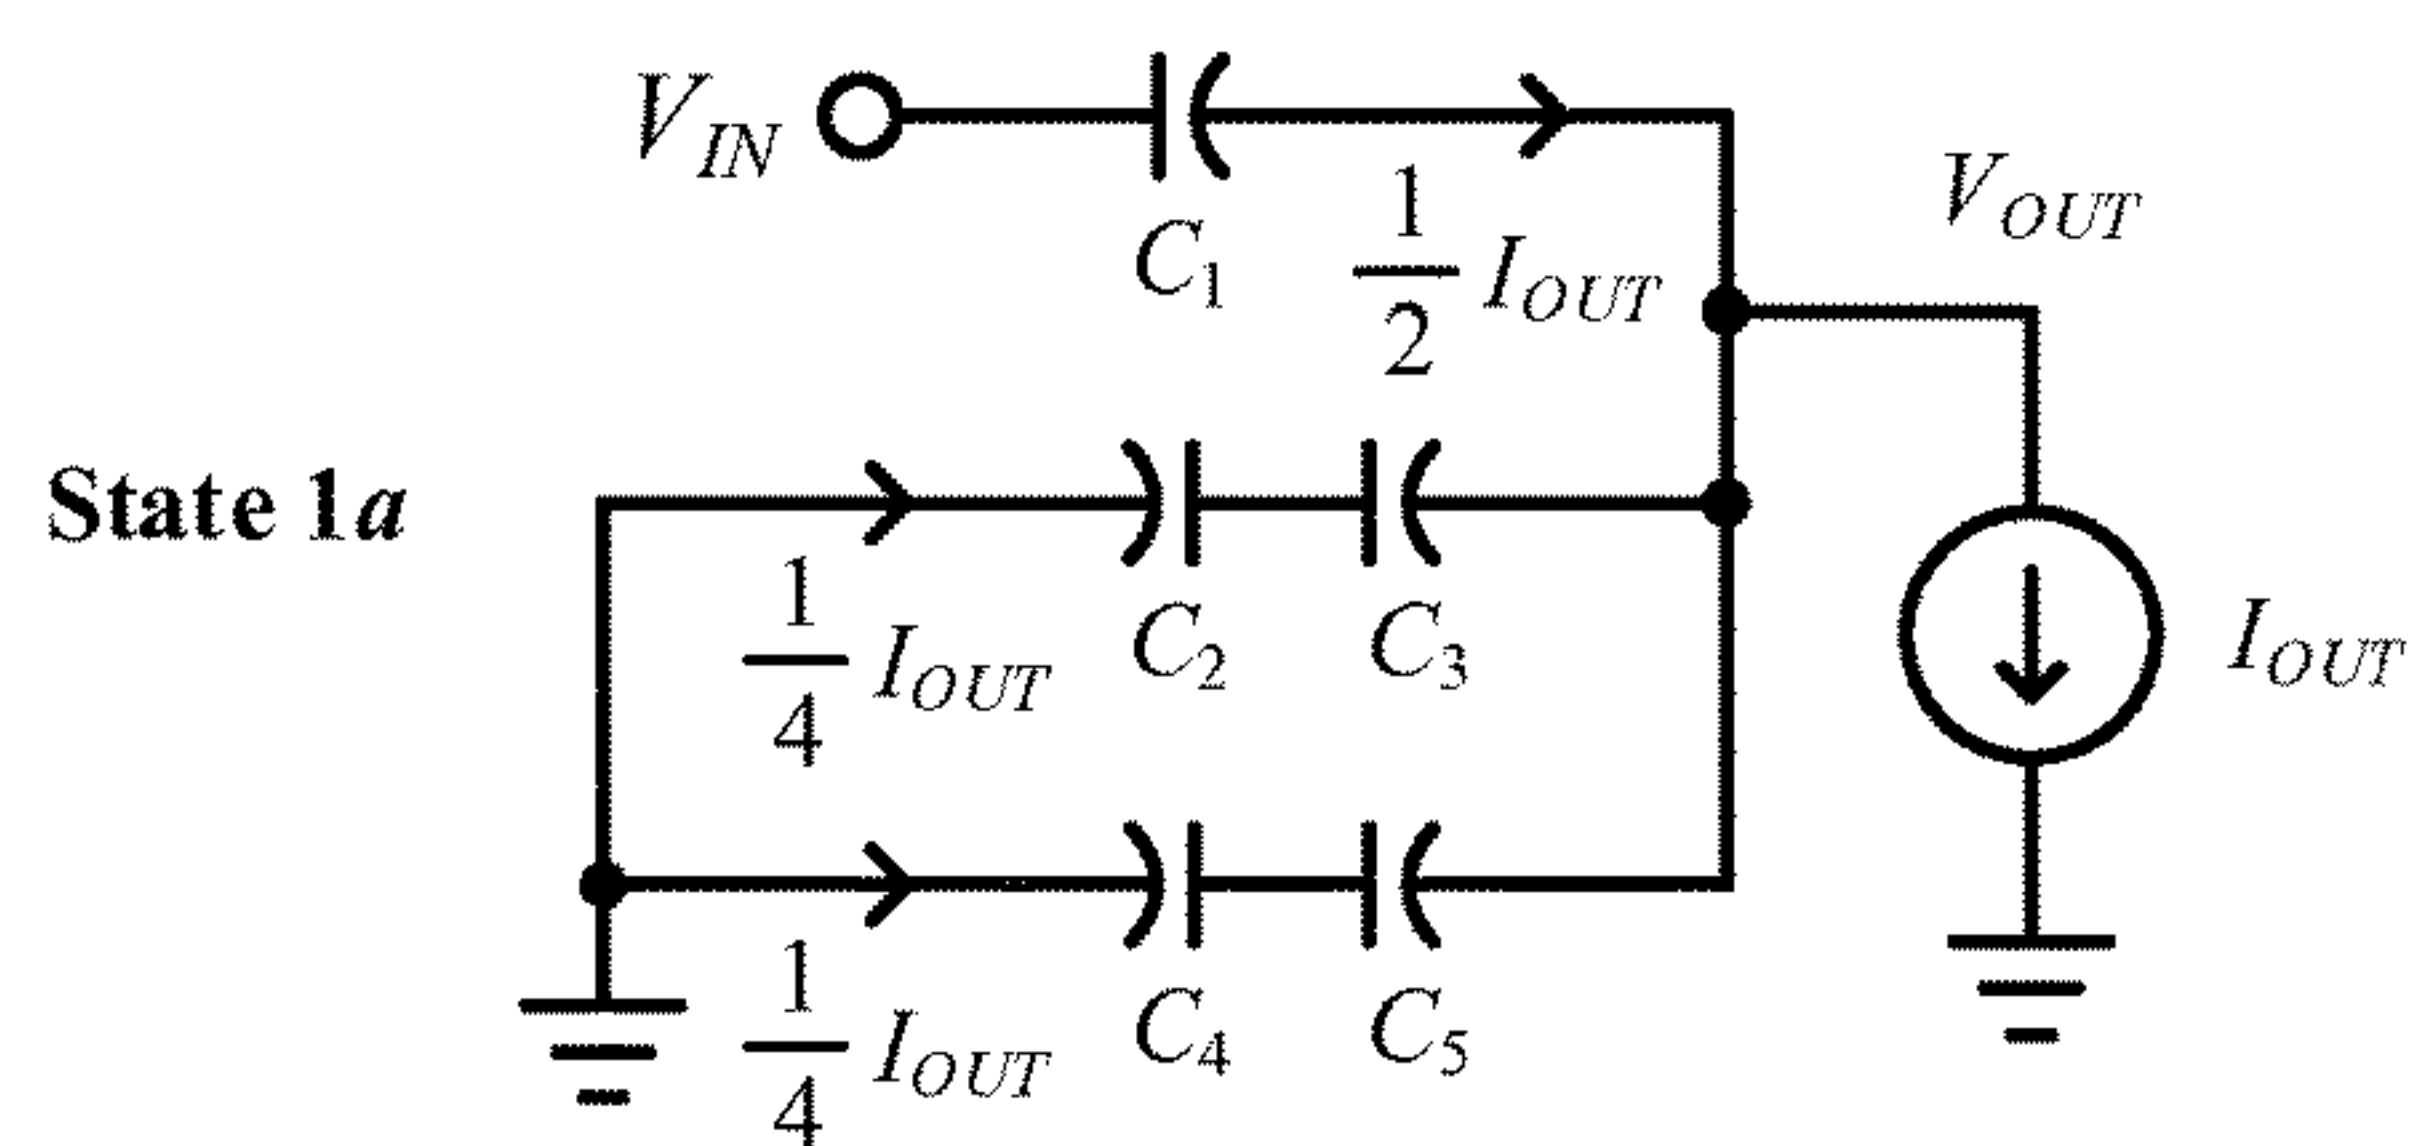 V_IN
C_1
1/2 I_OUT
V_OUT
State 1a
1/4 I_OUT
C_2
C_3
I_OUT
1/4 I_OUT
C_4
C_5